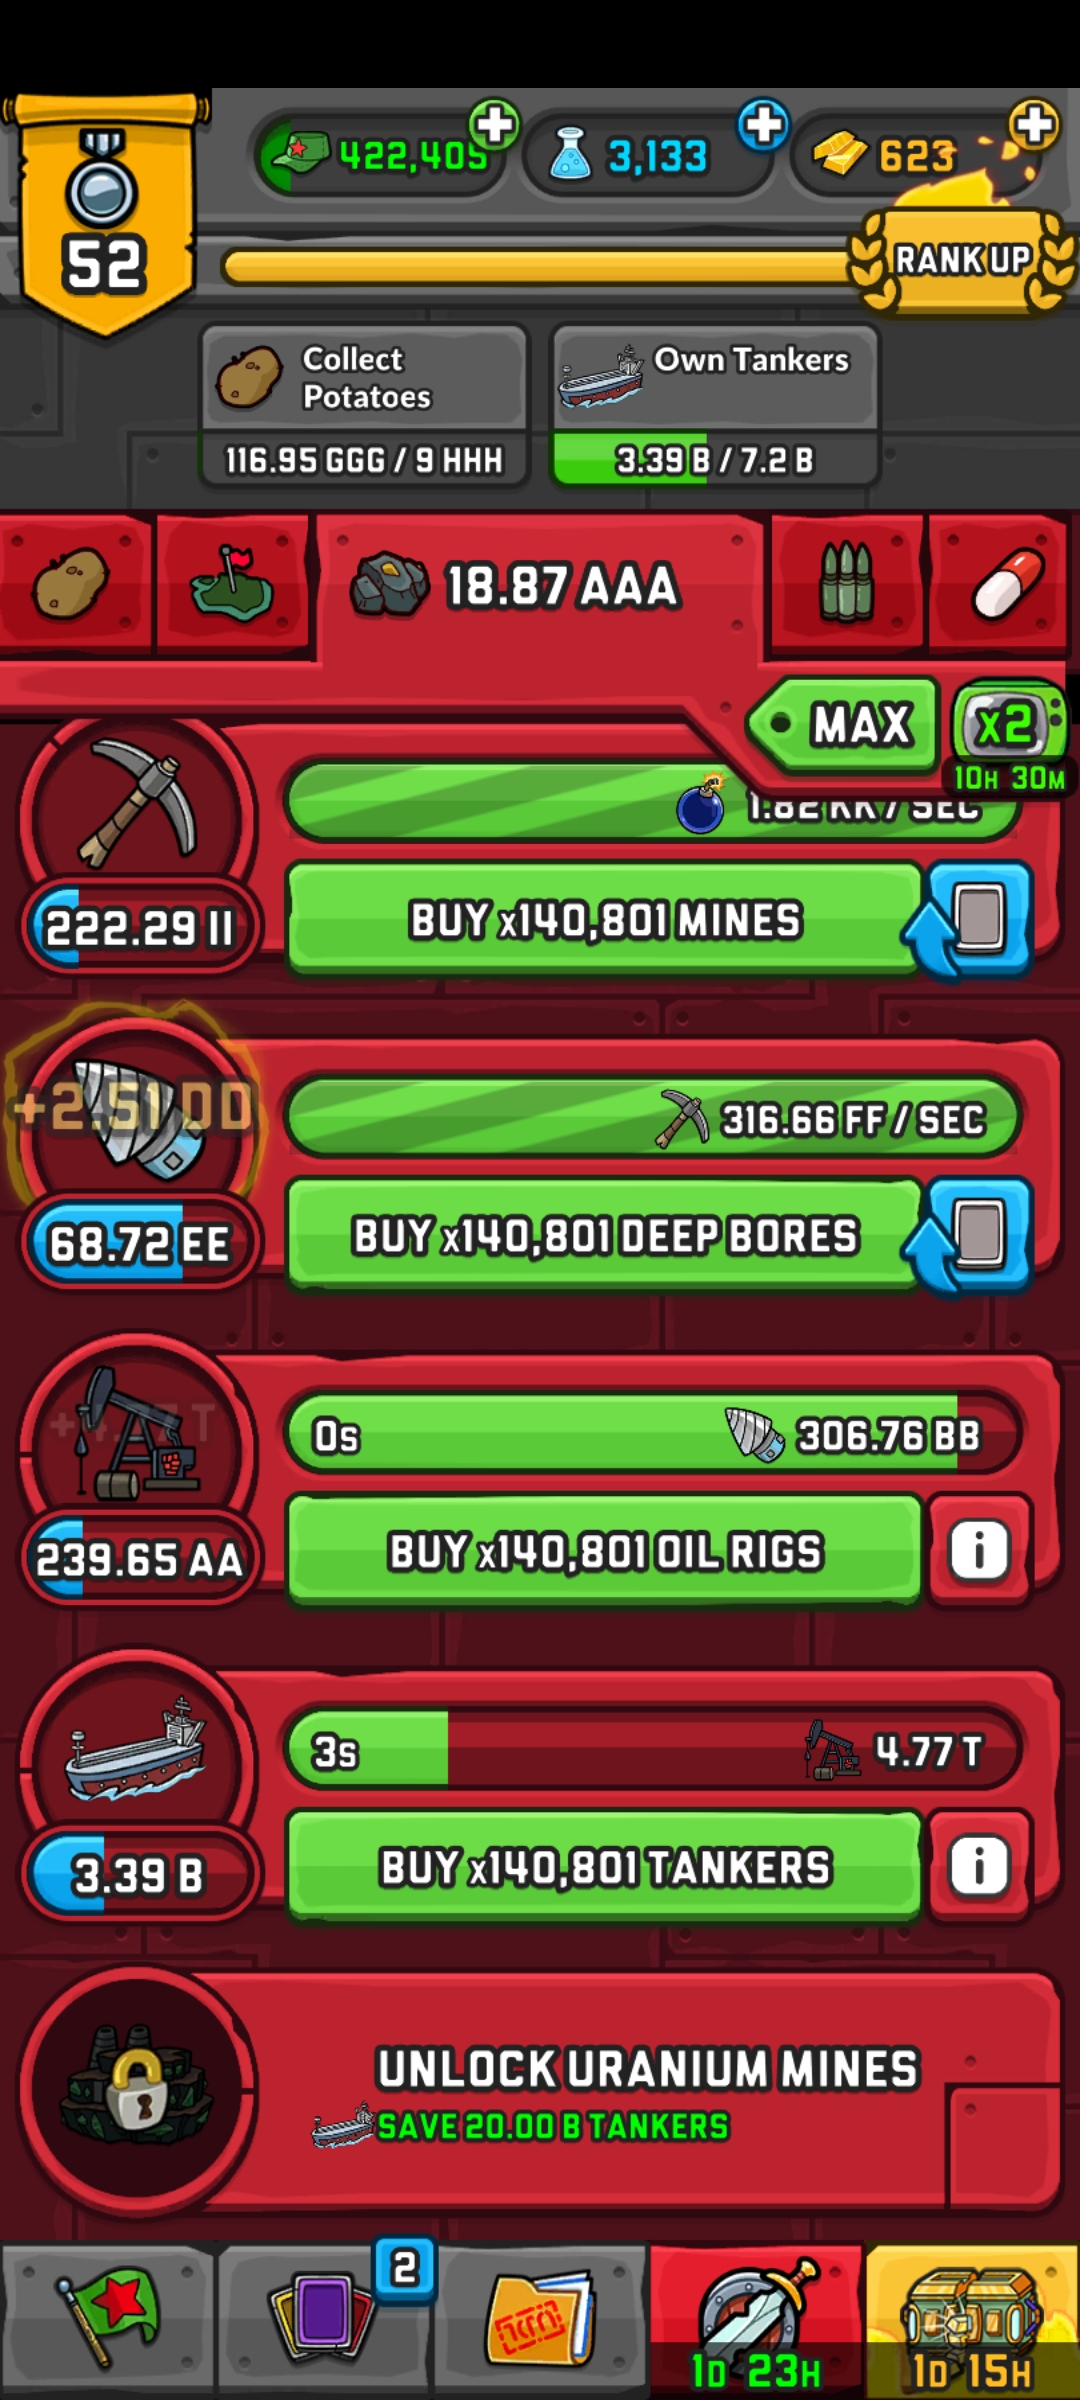 422,405
3,133
623
52
RANK UP
Collect
Potatoes
Own Tankers
116.95 GGG / 9 HHH
3.39 B / 7.2 B
18.87 AAA
MAX
x2
10H 30M
1.82 KK / SEC
222.29 II
BUY x140,801 MINES
+2.51 DD
316.66 FF / SEC
68.72 EE
BUY x140,801 DEEP BORES
0s
306.76 BB
239.65 AA
BUY x140,801 OIL RIGS
i
3s
4.77 T
3.39 B
BUY x140,801 TANKERS
i
UNLOCK URANIUM MINES
SAVE 20.00 B TANKERS
2
1D 23H
1D 15H